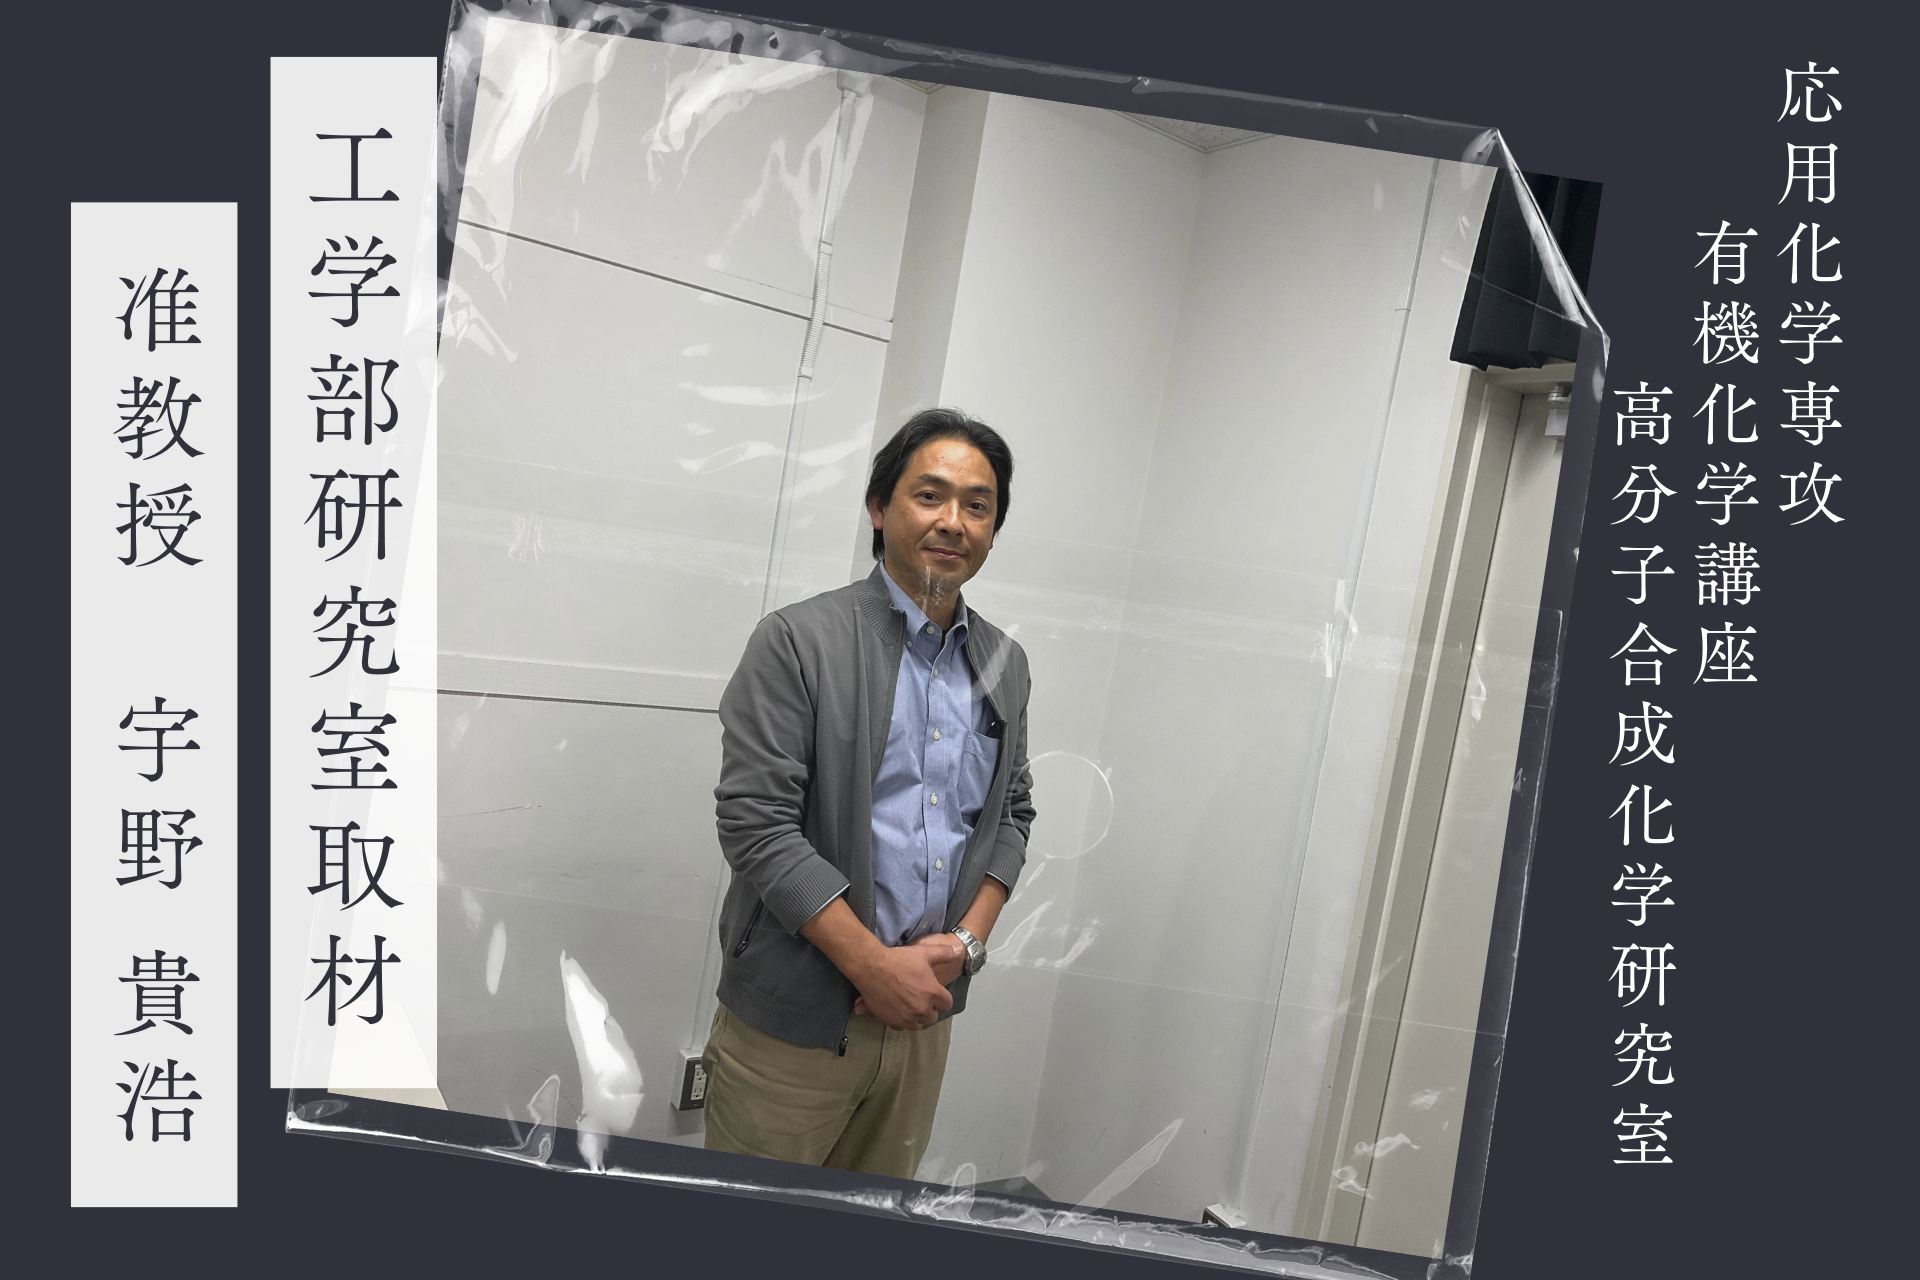 応用化学専攻
有機化学講座
高分子合成化学研究室
工学部研究室取材
准教授 宇野 貴浩